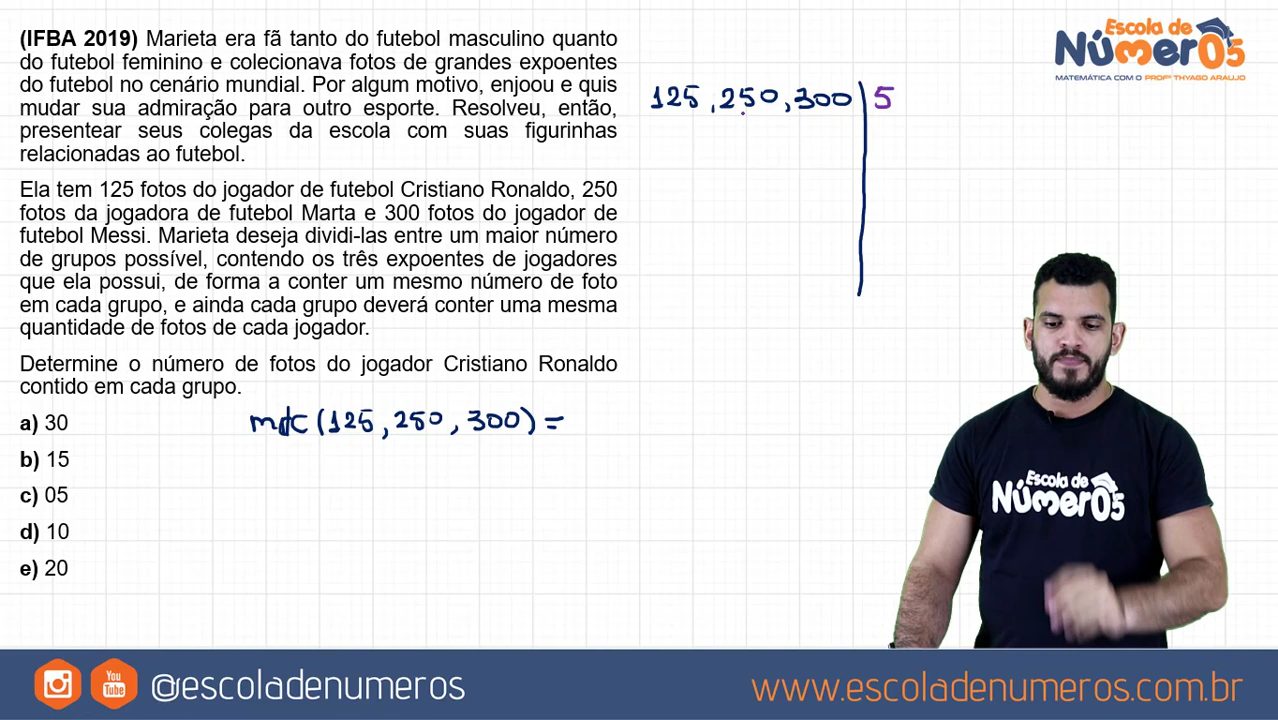 (IFBA 2019) Marieta era fã tanto do futebol masculino quanto
do futebol feminino e colecionava fotos de grandes expoentes
do futebol no cenário mundial. Por algum motivo, enjoou e quis
mudar sua admiração para outro esporte. Resolveu, então,
presentear seus colegas da escola com suas figurinhas
relacionadas ao futebol.
Ela tem 125 fotos do jogador de futebol Cristiano Ronaldo, 250
fotos da jogadora de futebol Marta e 300 fotos do jogador de
futebol Messi. Marieta deseja dividi-las entre um maior número
de grupos possível, contendo os três expoentes de jogadores
que ela possui, de forma a conter um mesmo número de foto
em cada grupo, e ainda cada grupo deverá conter uma mesma
quantidade de fotos de cada jogador.
Determine o número de fotos do jogador Cristiano Ronaldo
contido em cada grupo.
a) 30
b) 15
c) 05
d) 10
e) 20
mdc (125, 250, 300) =
125, 250, 300 | 5
Escola de
Número5
MATEMÁTICA COM O PROFº THYAGO ARAUJO
Escola de
Número5
You
Tube
@escoladenumeros
www.escoladenumeros.com.br